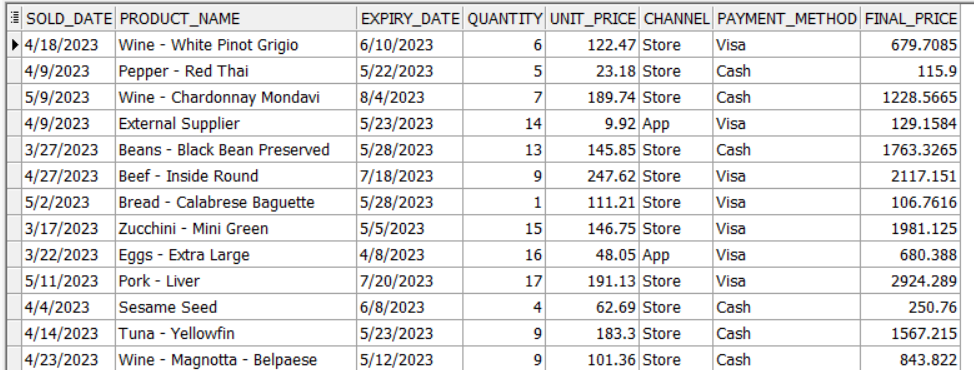 SOLD_DATE PRODUCT_NAME EXPIRY_DATE QUANTITY UNIT_PRICE CHANNEL PAYMENT_METHOD FINAL_PRICE
4/18/2023 Wine - White Pinot Grigio 6/10/2023 6 122.47 Store Visa 679.7085
4/9/2023 Pepper - Red Thai 5/22/2023 5 23.18 Store Cash 115.9
5/9/2023 Wine - Chardonnay Mondavi 8/4/2023 7 189.74 Store Cash 1228.5665
4/9/2023 External Supplier 5/23/2023 14 9.92 App Visa 129.1584
3/27/2023 Beans - Black Bean Preserved 5/28/2023 13 145.85 Store Cash 1763.3265
4/27/2023 Beef - Inside Round 7/18/2023 9 247.62 Store Visa 2117.151
5/2/2023 Bread - Calabrese Baguette 5/28/2023 1 111.21 Store Visa 106.7616
3/17/2023 Zucchini - Mini Green 5/5/2023 15 146.75 Store Visa 1981.125
3/22/2023 Eggs - Extra Large 4/8/2023 16 48.05 App Visa 680.388
5/11/2023 Pork - Liver 7/20/2023 17 191.13 Store Visa 2924.289
4/4/2023 Sesame Seed 6/8/2023 4 62.69 Store Cash 250.76
4/14/2023 Tuna - Yellowfin 5/23/2023 9 183.3 Store Cash 1567.215
4/23/2023 Wine - Magnotta - Belpaese 5/12/2023 9 101.36 Store Cash 843.822